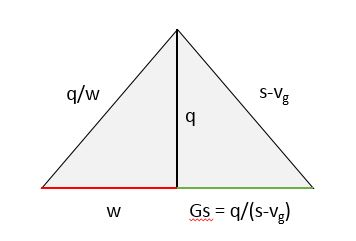 q/w
s-vg
q
w
Gs = q/(s-vg)